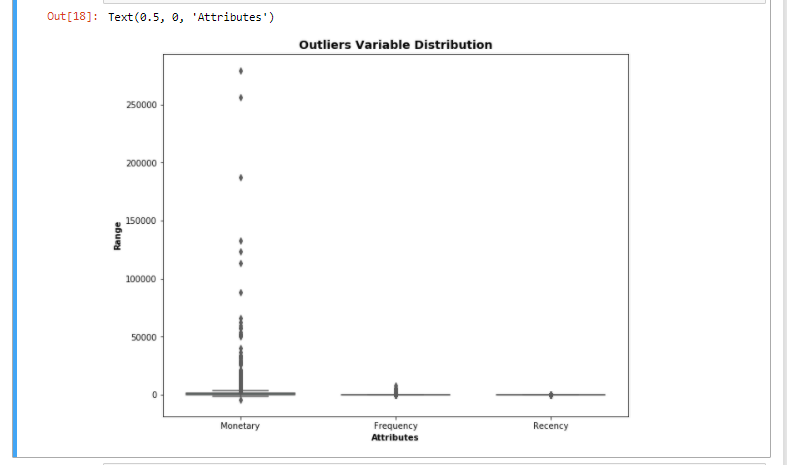 Out[18]: Text(0.5, 0, 'Attributes')
Outliers Variable Distribution
250000
200000
150000
100000
50000
0
Range
Monetary Frequency Recency
Attributes